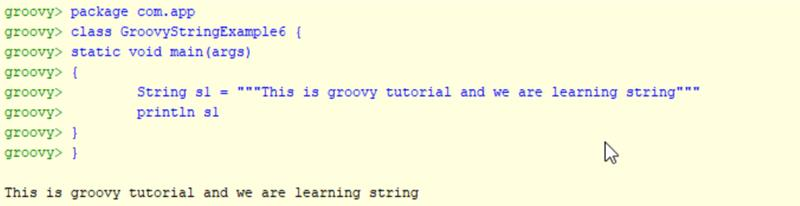 groovy> package com.app
groovy> class GroovyStringExample6 {
groovy> static void main(args)
groovy> {
groovy>         String s1 = """This is groovy tutorial and we are learning string"""
groovy>         println s1
groovy> }
groovy> }
This is groovy tutorial and we are learning string